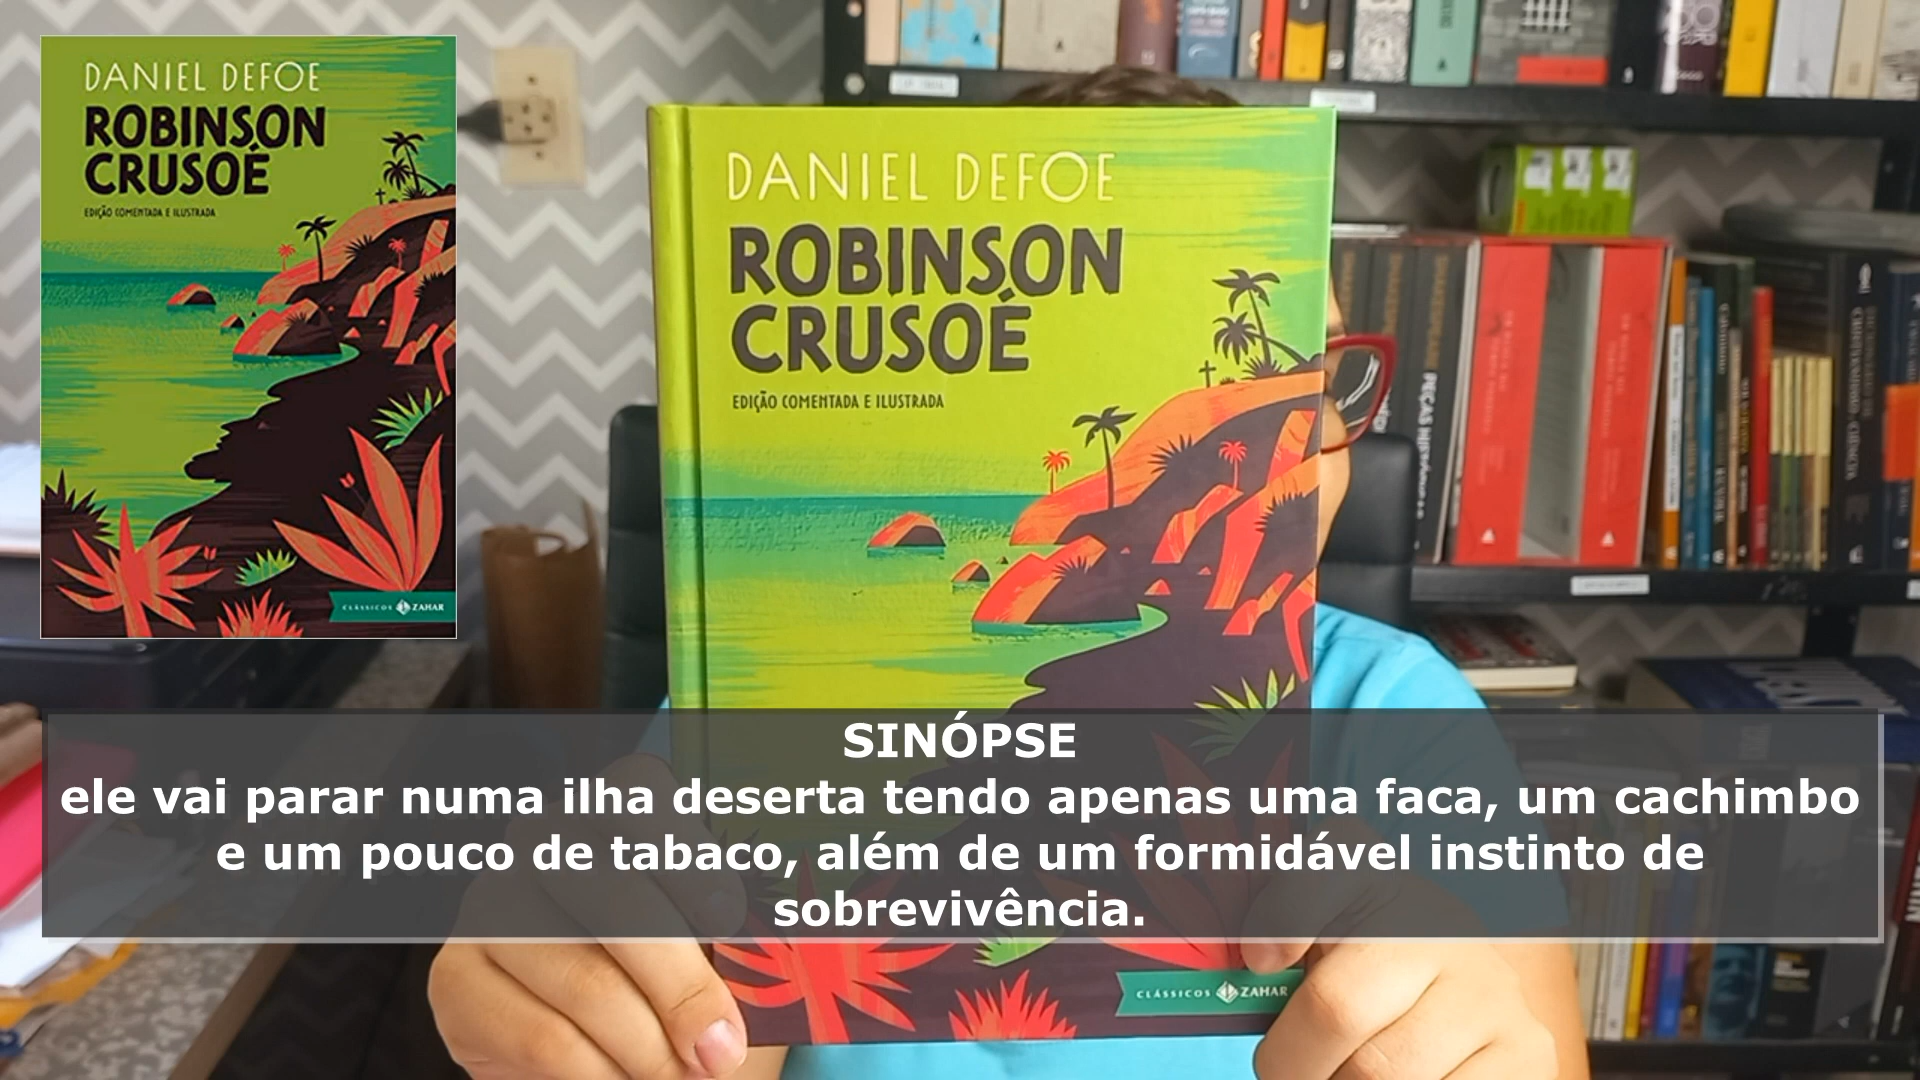 DANIEL DEFOE
ROBINSON
CRUSOÉ
EDIÇÃO COMENTADA E ILUSTRADA
CLÁSSICOS ZAHAR
DANIEL DEFOE
ROBINSON
CRUSOÉ
EDIÇÃO COMENTADA E ILUSTRADA
CLÁSSICOS ZAHAR
SINÓPSE
ele vai parar numa ilha deserta tendo apenas uma faca, um cachimbo
e um pouco de tabaco, além de um formidável instinto de
sobrevivência.